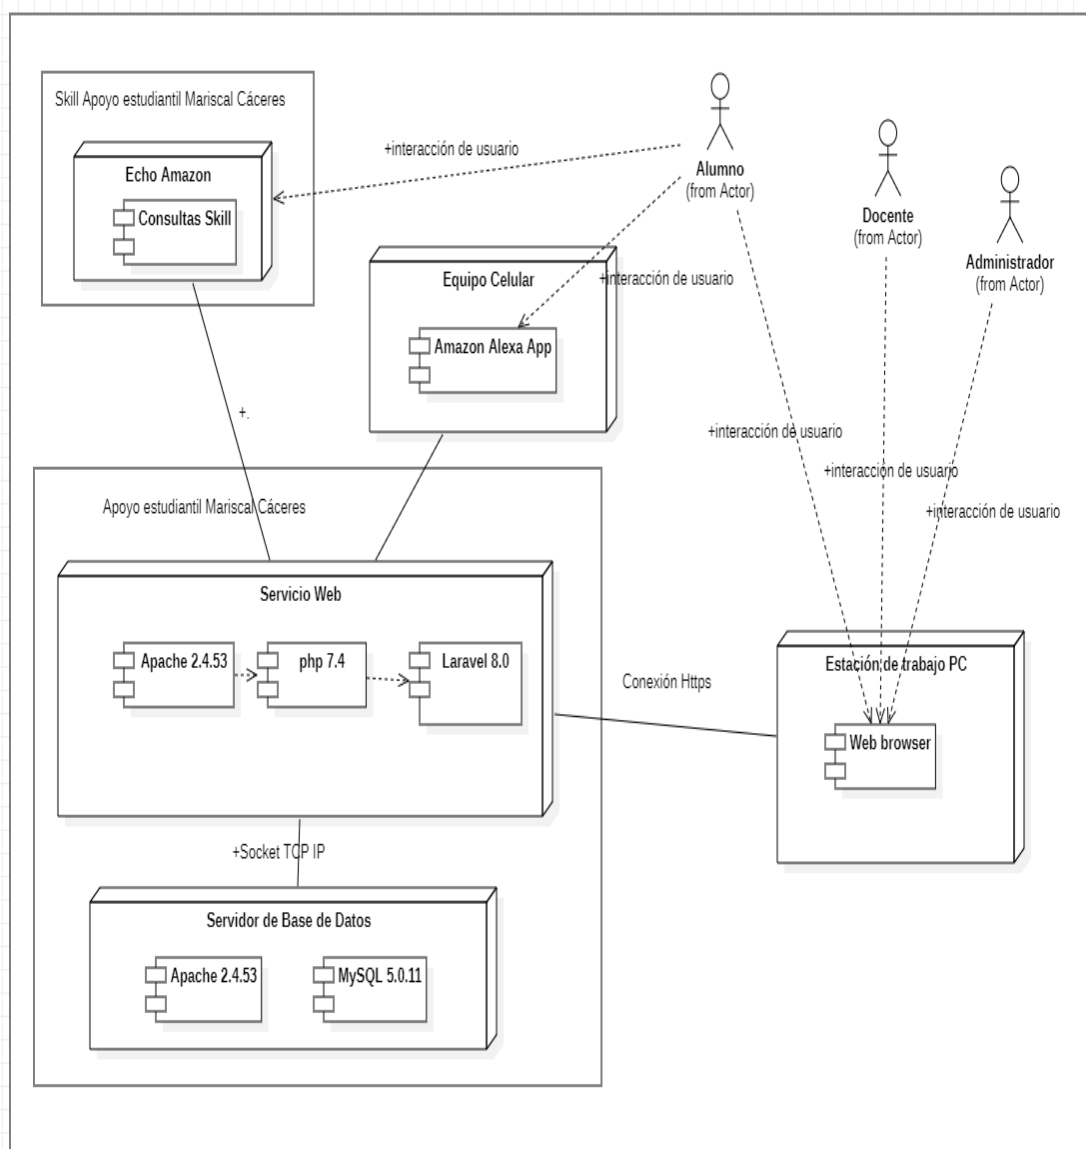 Skill Apoyo estudiantil Mariscal Cáceres
Echo Amazon
Consultas Skill
+interacción de usuario
Alumno
(from Actor)
Docente
(from Actor)
Administrador
(from Actor)
Equipo Celular
+interacción de usuario
Amazon Alexa App
+.
+interacción de usuario
+interacción de usuario
+interacción de usuario
Apoyo estudiantil Mariscal Cáceres
Servicio Web
Apache 2.4.53
php 7.4
Laravel 8.0
Conexión Https
Estación de trabajo PC
Web browser
+Socket TCP IP
Servidor de Base de Datos
Apache 2.4.53
MySQL 5.0.11